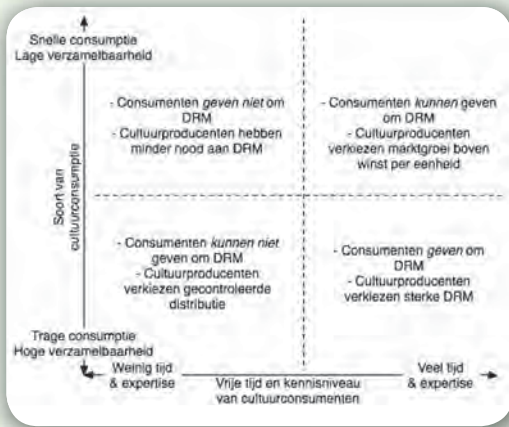 Snelle consumptie
Lage verzamelbaarheid
- Consumenten geven niet om
DRM
- Cultuurproducenten hebben
minder nood aan DRM
- Consumenten kunnen geven
om DRM
- Cultuurproducenten
verkiezen marktgroei boven
winst per eenheid
Soort van
cultuurconsumptie
- Consumenten kunnen niet
geven om DRM
- Cultuurproducenten
verkiezen gecontroleerde
distributie
- Consumenten geven om
DRM
- Cultuurproducenten
verkiezen sterke DRM
Trage consumptie
Hoge verzamelbaarheid
Weinig tijd
& expertise
Vrije tijd en kennisniveau
van cultuurconsumenten
Veel tijd
& expertise